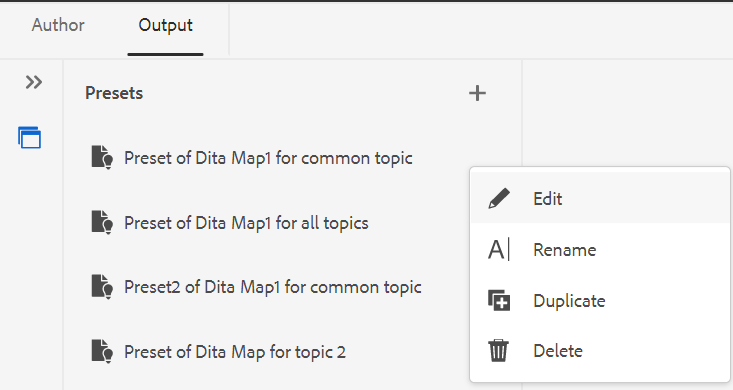 Author
Output
Presets
Preset of Dita Map1 for common topic
Preset of Dita Map1 for all topics
Preset2 of Dita Map1 for common topic
Preset of Dita Map for topic 2
Edit
Rename
Duplicate
Delete